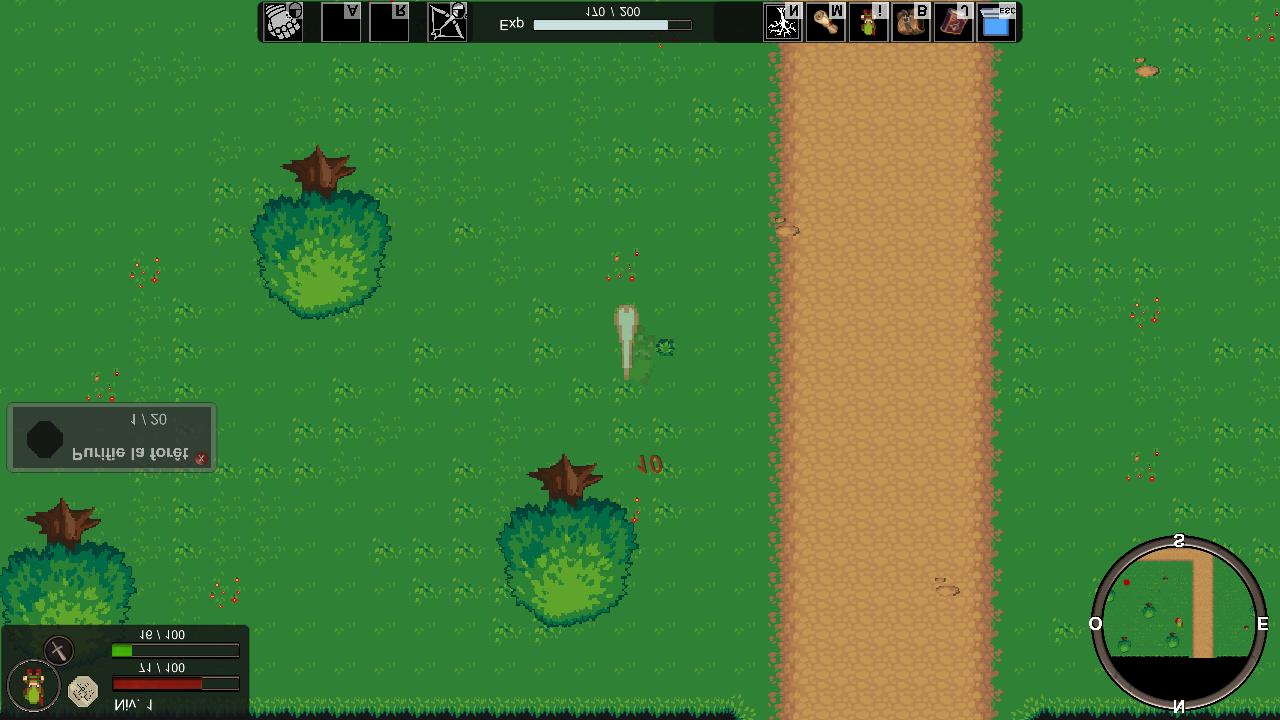 Niv. 1
71 / 100
16 / 100
N
O
E
S
10
Purifie la forêt
x
1 / 20
A
R
Exp
170 / 200
N
M
I
B
J
ESC